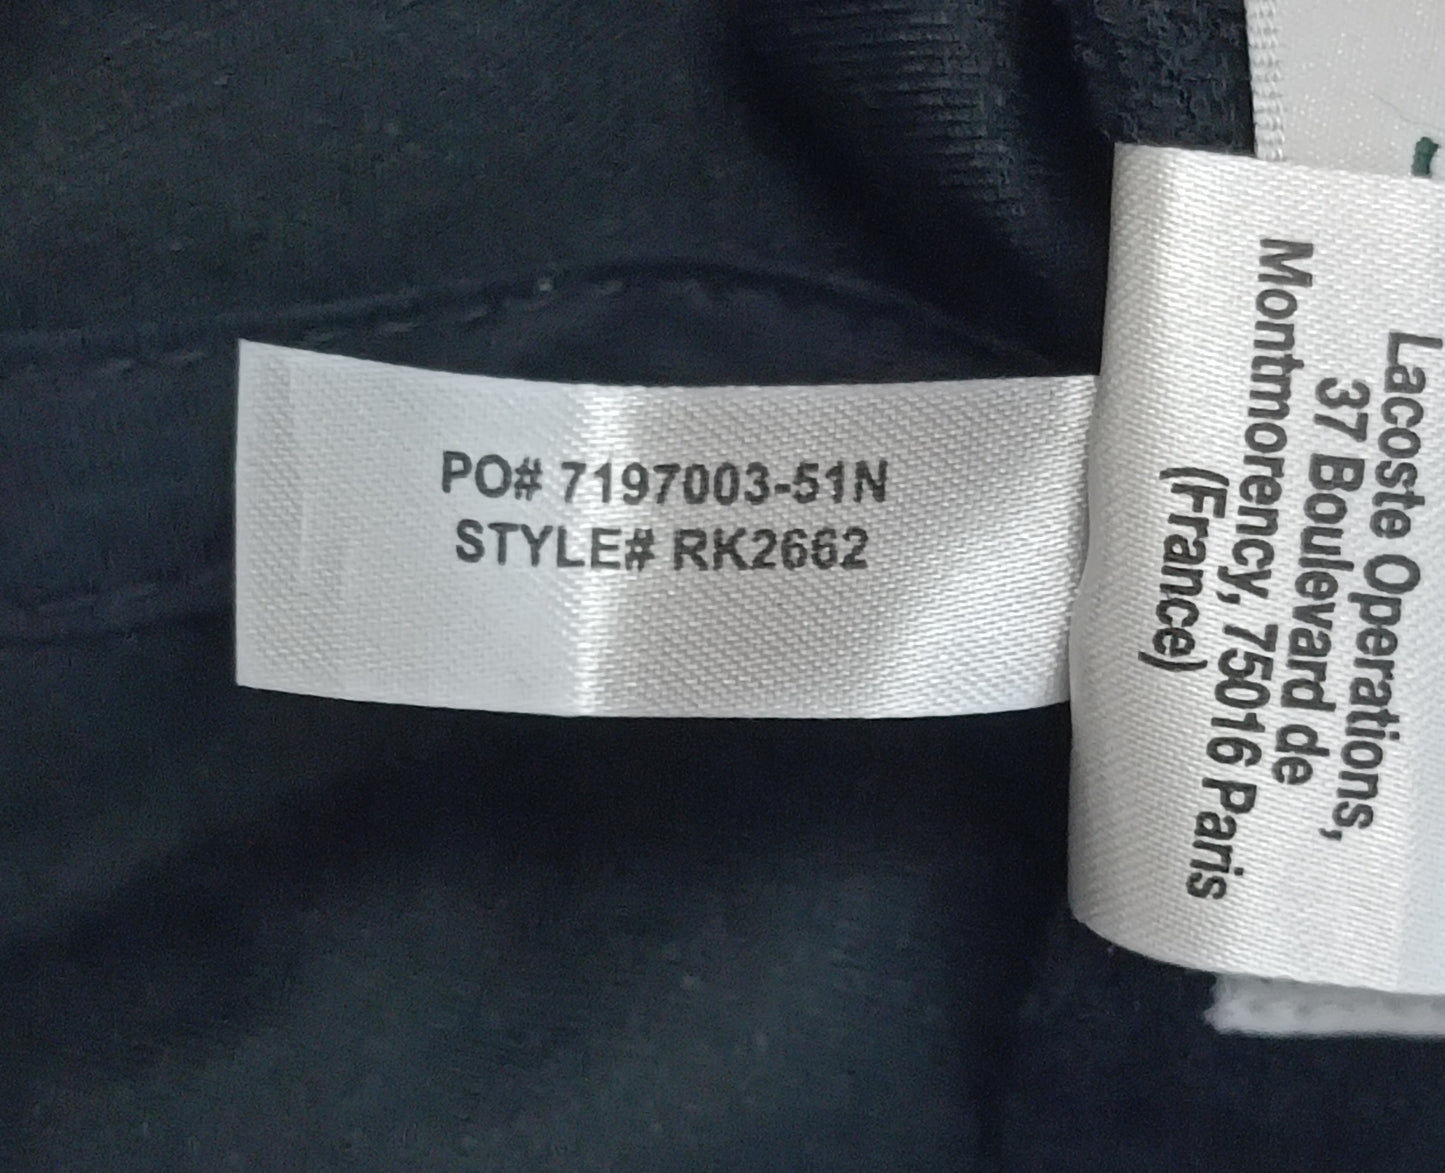 PO# 7197003-51N
STYLE# RK2662
Lacoste Operations,
37 Boulevard de
Montmorency, 75016 Paris
(France)